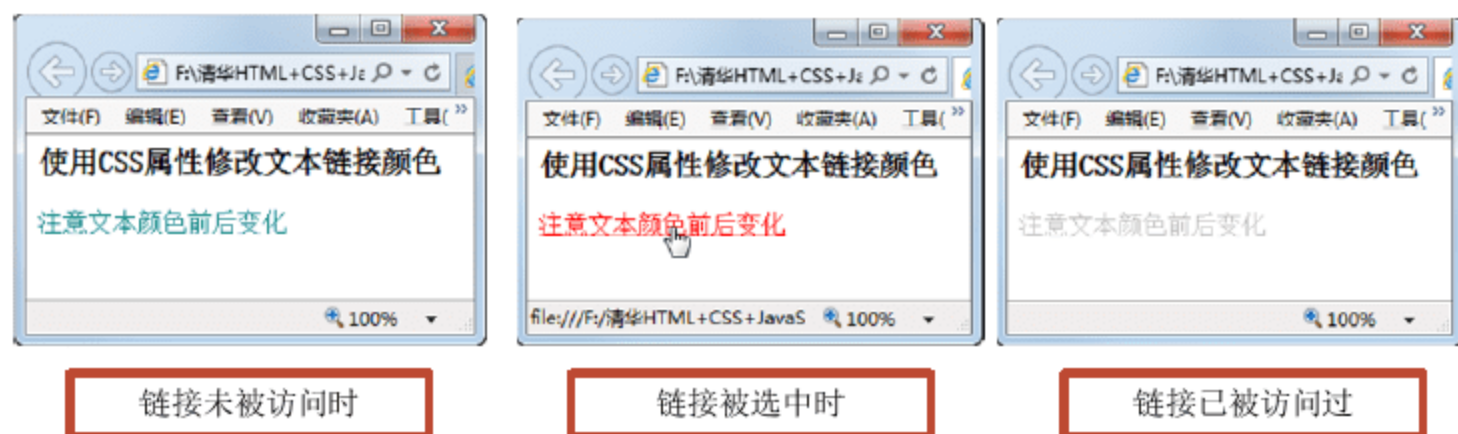 F:\清华HTML+CSS+Ja
文件(F) 编辑(E) 查看(V) 收藏夹(A) 工具( »
使用CSS属性修改文本链接颜色
注意文本颜色前后变化
100%
链接未被访问时
F:\清华HTML+CSS+Ja
文件(F) 编辑(E) 查看(V) 收藏夹(A) 工具( »
使用CSS属性修改文本链接颜色
注意文本颜色前后变化
file:///F:/清华HTML+CSS+JavaS 100%
链接被选中时
F:\清华HTML+CSS+Ja
文件(F) 编辑(E) 查看(V) 收藏夹(A) 工具( »
使用CSS属性修改文本链接颜色
注意文本颜色前后变化
100%
链接已被访问过